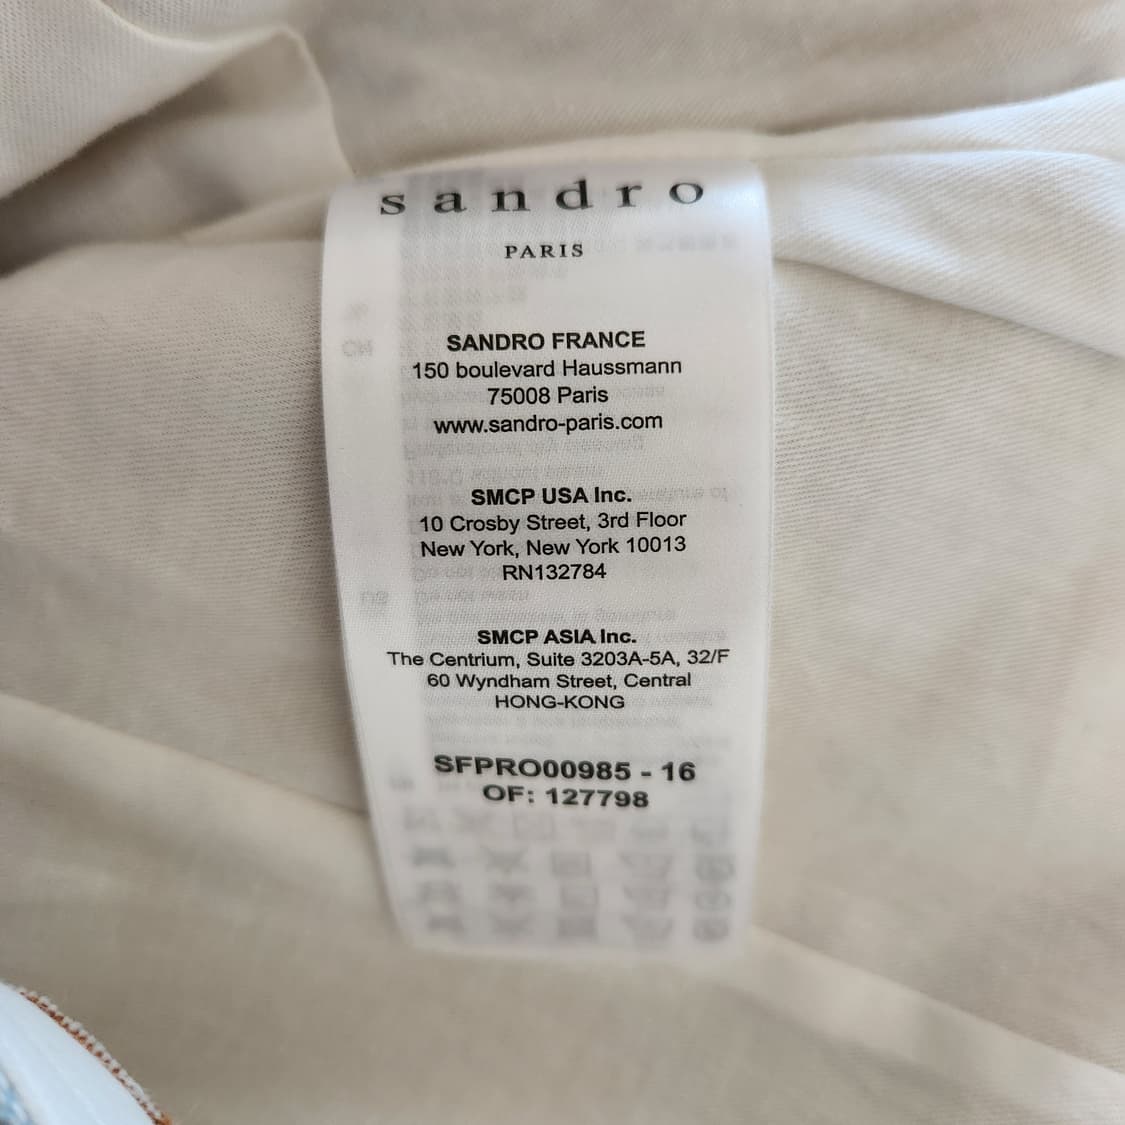 sandro
PARIS
SANDRO FRANCE
150 boulevard Haussmann
75008 Paris
www.sandro-paris.com
SMCP USA Inc.
10 Crosby Street, 3rd Floor
New York, New York 10013
RN132784
SMCP ASIA Inc.
The Centrium, Suite 3203A-5A, 32/F
60 Wyndham Street, Central
HONG-KONG
SFPRO00985 - 16
OF: 127798